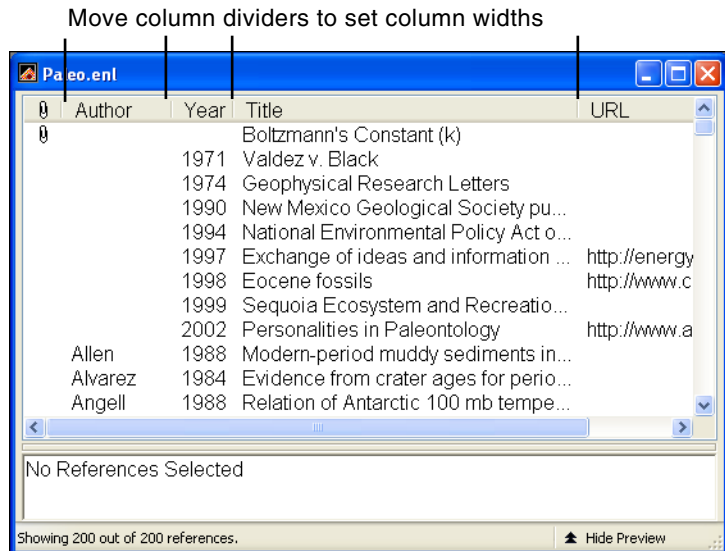 Move column dividers to set column widths
Paleo.enl
Author Year Title URL
Boltzmann's Constant (k)
1971 Valdez v. Black
1974 Geophysical Research Letters
1990 New Mexico Geological Society pu...
1994 National Environmental Policy Act o...
1997 Exchange of ideas and information ... http://energy
1998 Eocene fossils http://www.c
1999 Sequoia Ecosystem and Recreatio...
2002 Personalities in Paleontology http://www.a
Allen 1988 Modern-period muddy sediments in...
Alvarez 1984 Evidence from crater ages for perio...
Angell 1988 Relation of Antarctic 100 mb tempe...
No References Selected
Showing 200 out of 200 references. Hide Preview